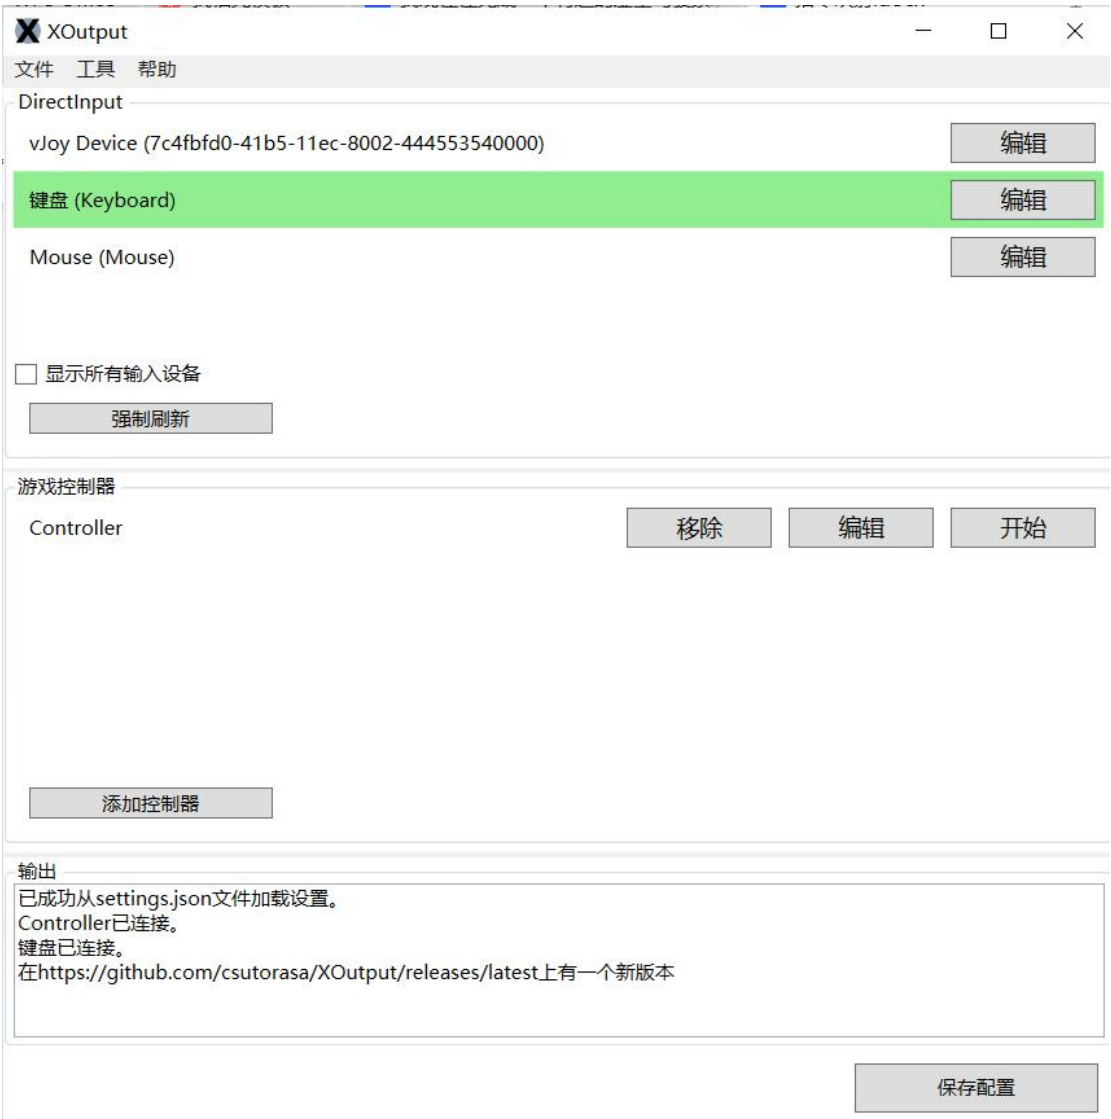 XOutput
文件 工具 帮助
DirectInput
vJoy Device (7c4fbfd0-41b5-11ec-8002-444553540000) 编辑
键盘 (Keyboard) 编辑
Mouse (Mouse) 编辑
显示所有输入设备
强制刷新
游戏控制器
Controller 移除 编辑 开始
添加控制器
输出
已成功从settings.json文件加载设置。
Controller已连接。
键盘已连接。
在https://github.com/csutorasa/XOutput/releases/latest上有一个新版本
保存配置